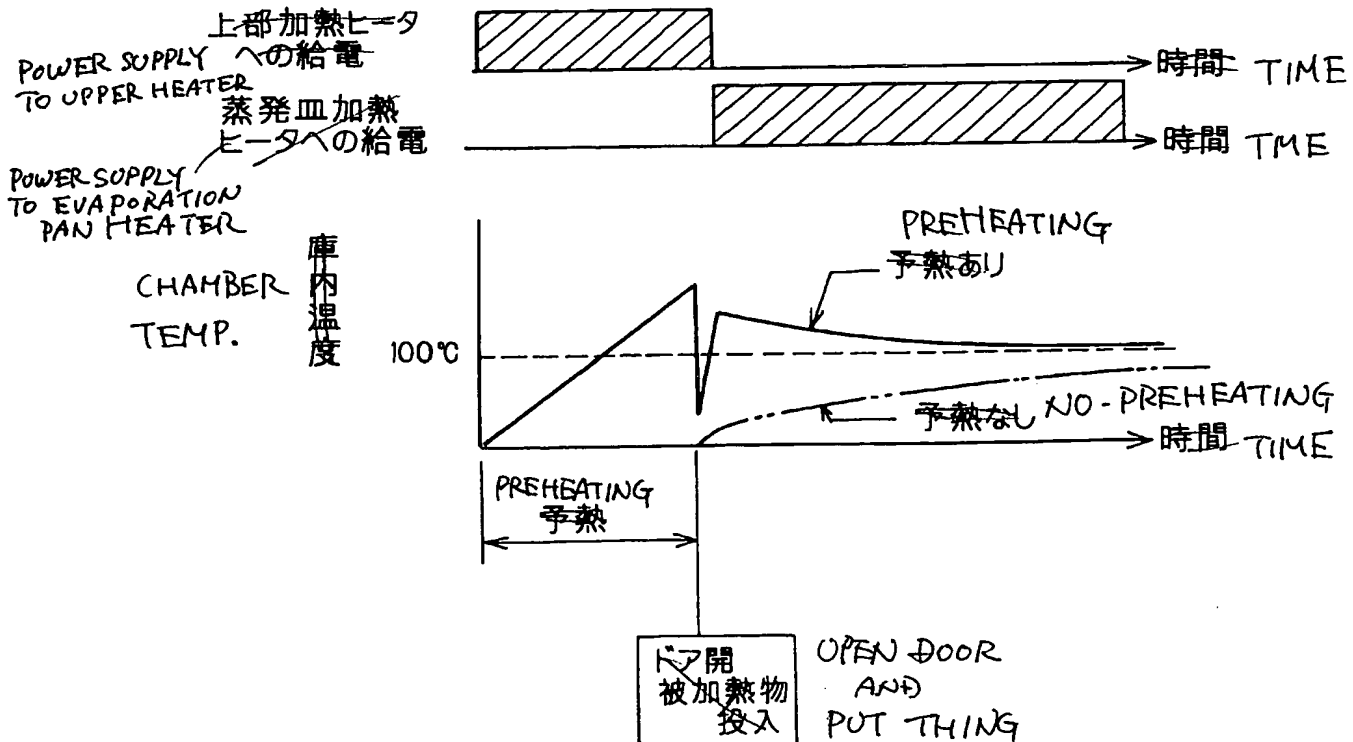 上部加熱ヒータ
への給電
POWER SUPPLY
TO UPPER HEATER
時間 TIME
蒸発皿加熱
ヒータへの給電
時間 TME
POWER SUPPLY
TO EVAPORATION
PAN HEATER
PREHEATING
予熱あり
庫内温度
CHAMBER
TEMP.
100℃
予熱なし NO-PREHEATING
時間 TIME
PREHEATING
予熱
ドア開
被加熱物
投入
OPEN DOOR
AND
PUT THING